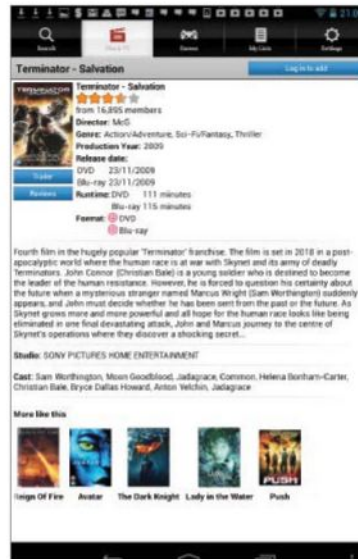 Search
Games
My Lists
Settings
Terminator - Salvation
Log in to add
TERMINATOR
Terminator - Salvation
from 16,895 members
Director: McG
Genre: Action/Adventure, Sci-Fi/Fantasy, Thriller
Production Year: 2009
Release date:
DVD 23/11/2009
Blu-ray 23/11/2009
Runtime: DVD 111 minutes
Blu-ray 115 minutes
Format: DVD
Blu-ray
Trailer
Reviews
Fourth film in the hugely popular 'Terminator' franchise. The film is set in 2018 in a post-
apocalyptic world where the human race is at war with Skynet and its army of deadly
Terminators. John Connor (Christian Bale) is a young soldier who is destined to become
the leader of the human resistance. However, he is forced to question his certainty about
the future when a mysterious stranger named Marcus Wright (Sam Worthington) suddenly
appears, and John must decide whether he has been sent from the past or the future. As
Skynet grows more and more powerful and all hope for the human race looks like being
eliminated in one final devastating attack, John and Marcus journey to the centre of
Skynet's operations where they discover a shocking secret...
Studio: SONY PICTURES HOME ENTERTAINMENT
Cast: Sam Worthington, Moon Goodblood, Jadagrace, Common, Helena Bonham-Carter,
Christian Bale, Bryce Dallas Howard, Anton Yelchin, Jadagrace
More like this
PUSH
Reign Of Fire
Avatar
The Dark Knight
Lady in the Water
Push